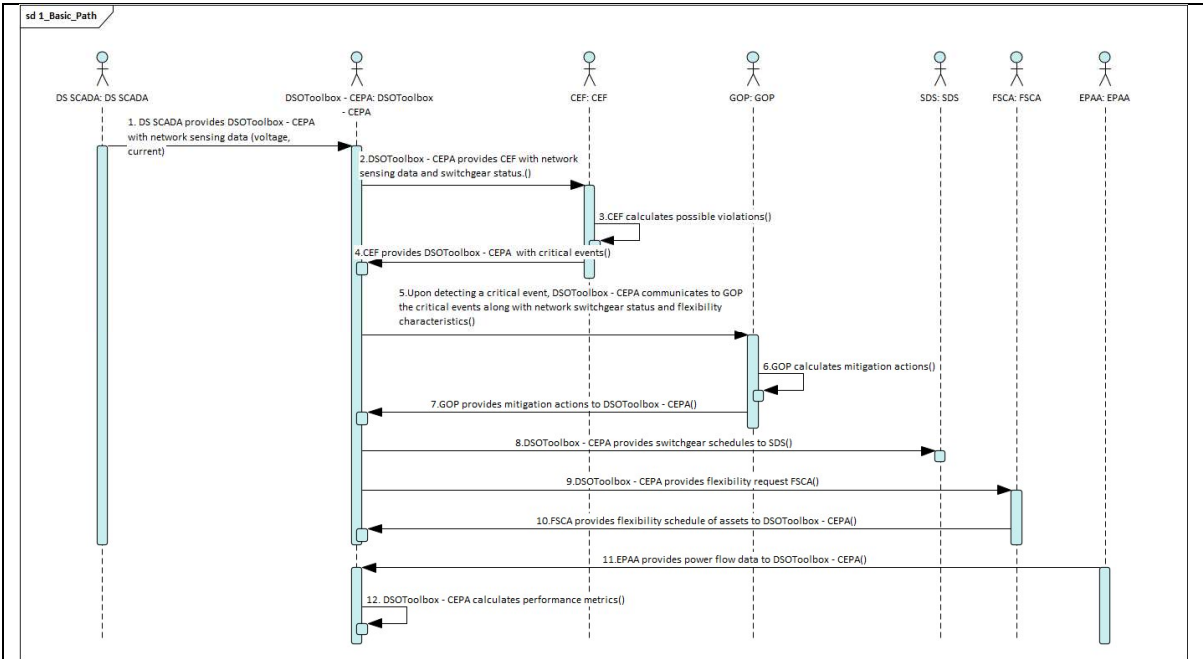 sd 1_Basic_Path
DS SCADA: DS SCADA
DSOToolbox - CEPA: DSOToolbox
- CEPA
CEF: CEF
GOP: GOP
SDS: SDS
FSCA: FSCA
EPAA: EPAA
1. DS SCADA provides DSOToolbox - CEPA
with network sensing data (voltage,
current)
2.DSOToolbox - CEPA provides CEF with network
sensing data and switchgear status.()
3.CEF calculates possible violations()
4.CEF provides DSOToolbox - CEPA  with critical events()
5.Upon detecting a critical event, DSOToolbox - CEPA communicates to GOP
the critical events along with network switchgear status and flexibility
characteristics()
6.GOP calculates mitigation actions()
7.GOP provides mitigation actions to DSOToolbox - CEPA()
8.DSOToolbox - CEPA provides switchgear schedules to SDS()
9.DSOToolbox - CEPA provides flexibility request FSCA()
10.FSCA provides flexibility schedule of assets to DSOToolbox - CEPA()
11.EPAA provides power flow data to DSOToolbox - CEPA()
12. DSOToolbox - CEPA calculates performance metrics()